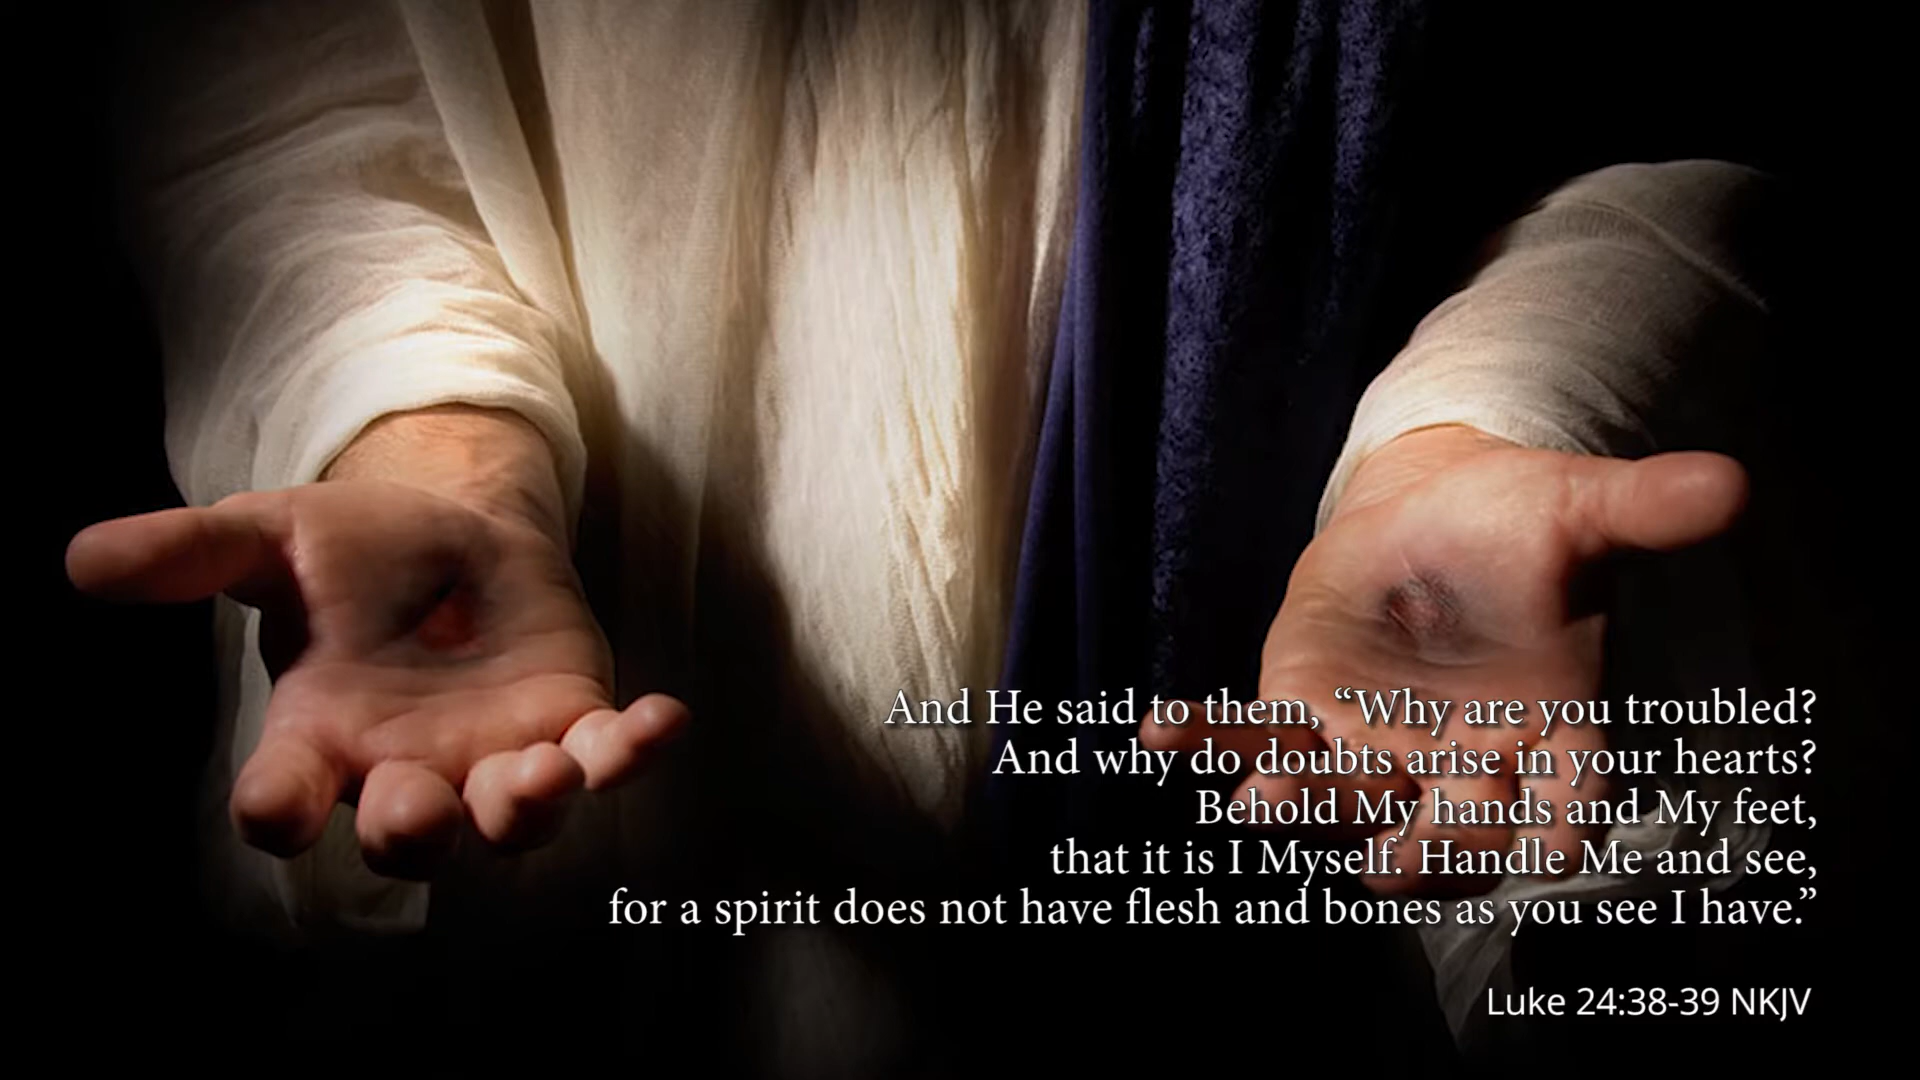 And He said to them, “Why are you troubled?
And why do doubts arise in your hearts?
Behold My hands and My feet,
that it is I Myself. Handle Me and see,
for a spirit does not have flesh and bones as you see I have.”
Luke 24:38-39 NKJV